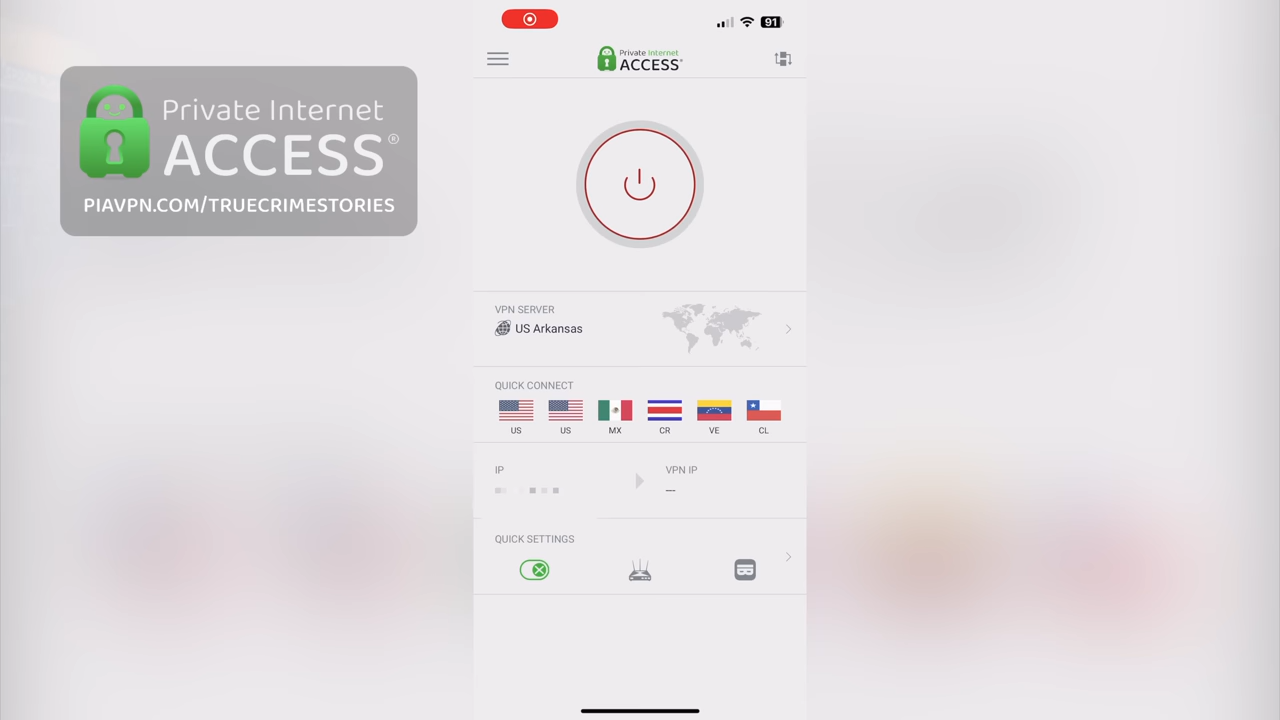 91
Private Internet
ACCESS®
Private Internet
ACCESS®
PIAVPN.COM/TRUECRIMESTORIES
VPN SERVER
US Arkansas
QUICK CONNECT
US US MX CR VE CL
IP VPN IP
---
QUICK SETTINGS